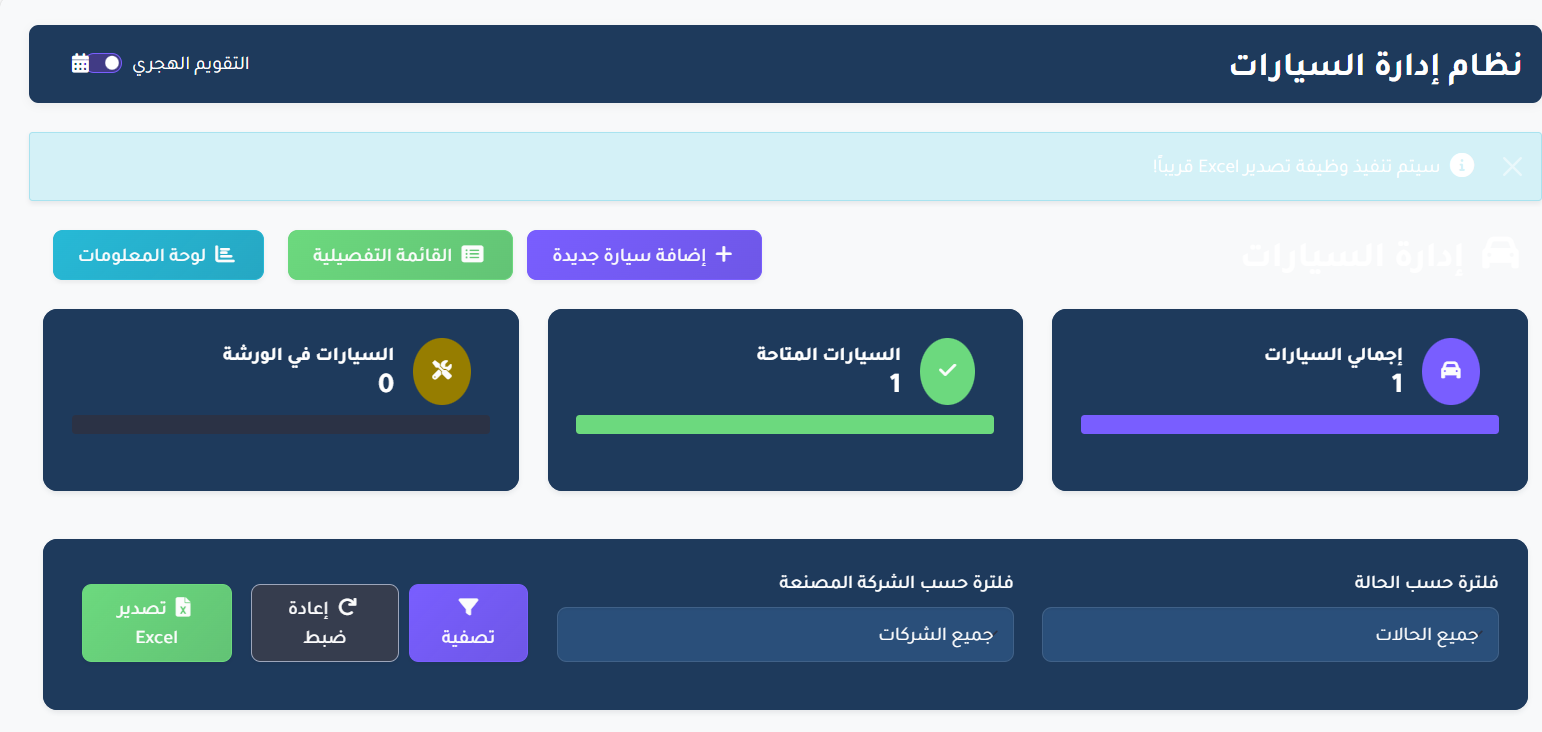 نظام إدارة السيارات
التقويم الهجري
سيتم تنفيذ وظيفة تصدير Excel قريباً!
إدارة السيارات
إضافة سيارة جديدة
القائمة التفصيلية
لوحة المعلومات
إجمالي السيارات
1
السيارات المتاحة
1
السيارات في الورشة
0
فلترة حسب الحالة
جميع الحالات
فلترة حسب الشركة المصنعة
جميع الشركات
تصفية
إعادة
ضبط
تصدير
Excel